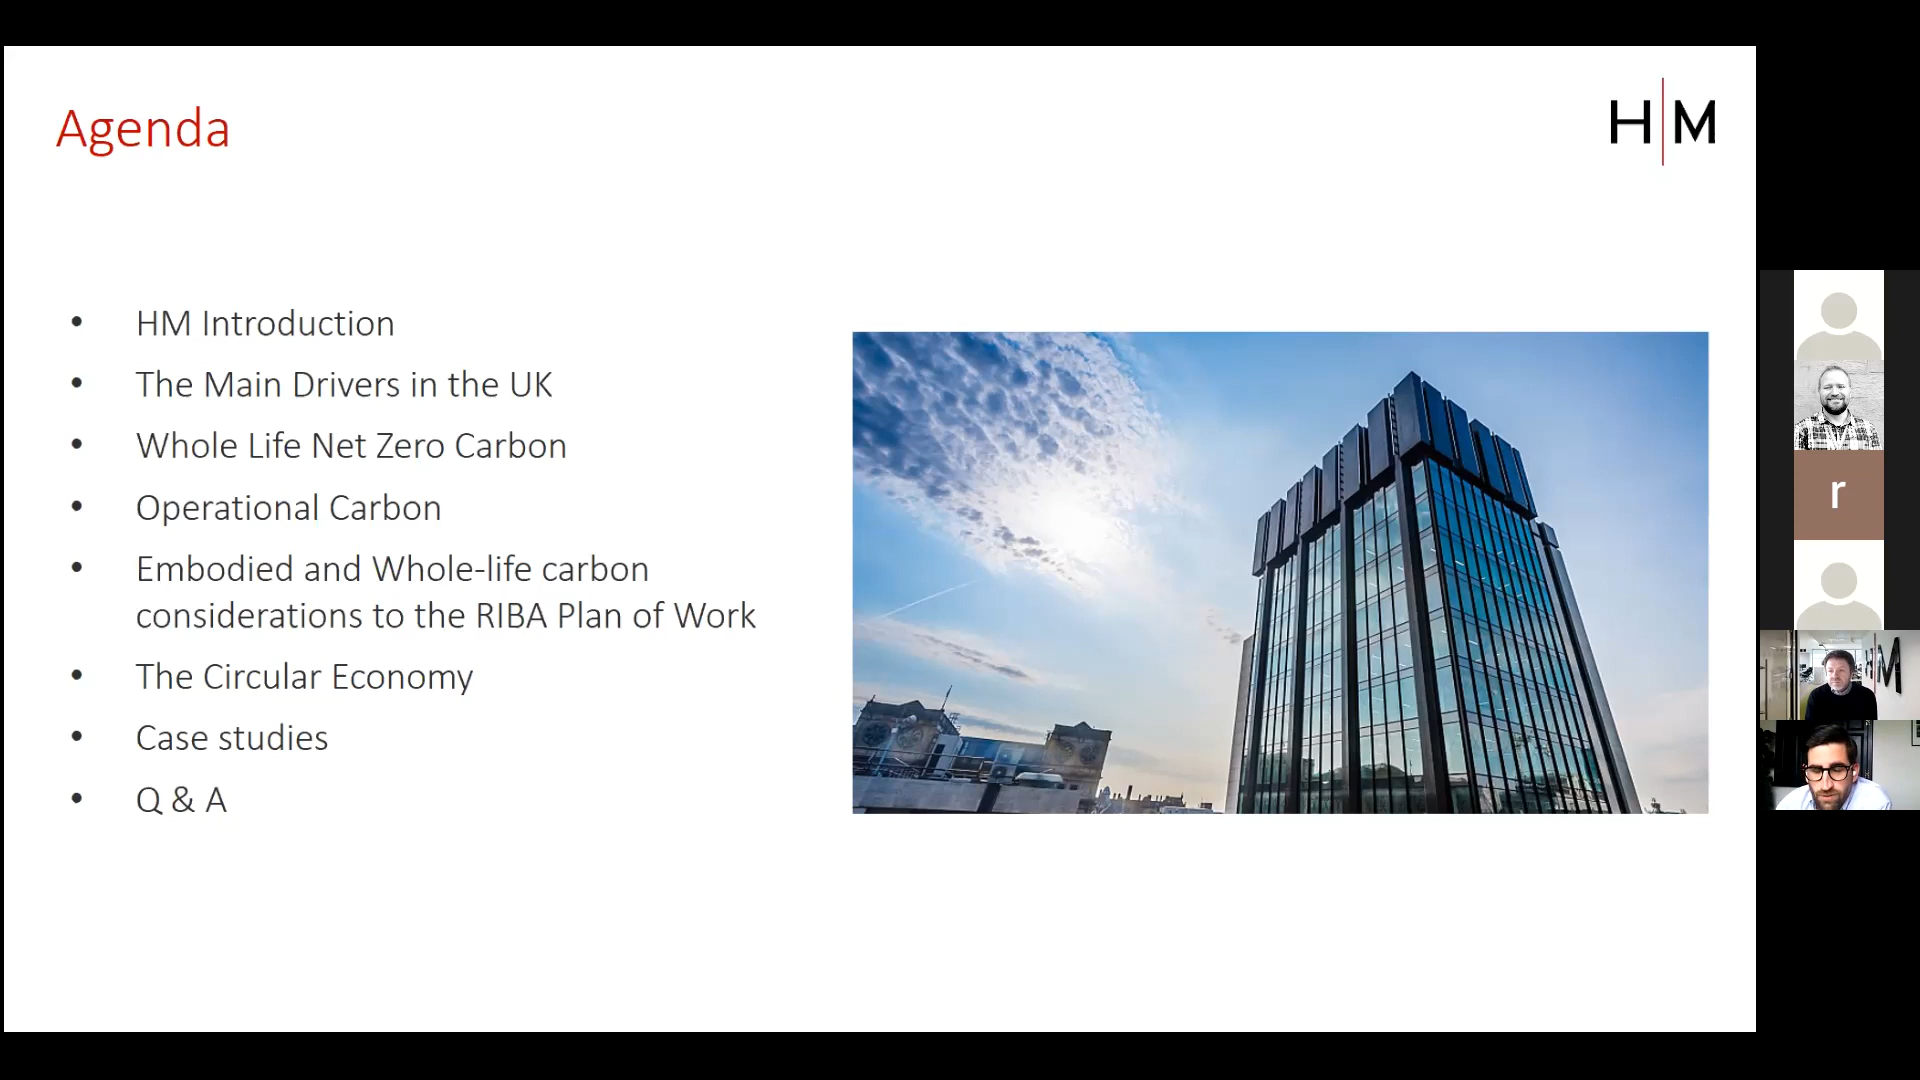 Agenda
H|M
• HM Introduction
• The Main Drivers in the UK
• Whole Life Net Zero Carbon
• Operational Carbon
• Embodied and Whole-life carbon
considerations to the RIBA Plan of Work
• The Circular Economy
• Case studies
• Q & A
r
M